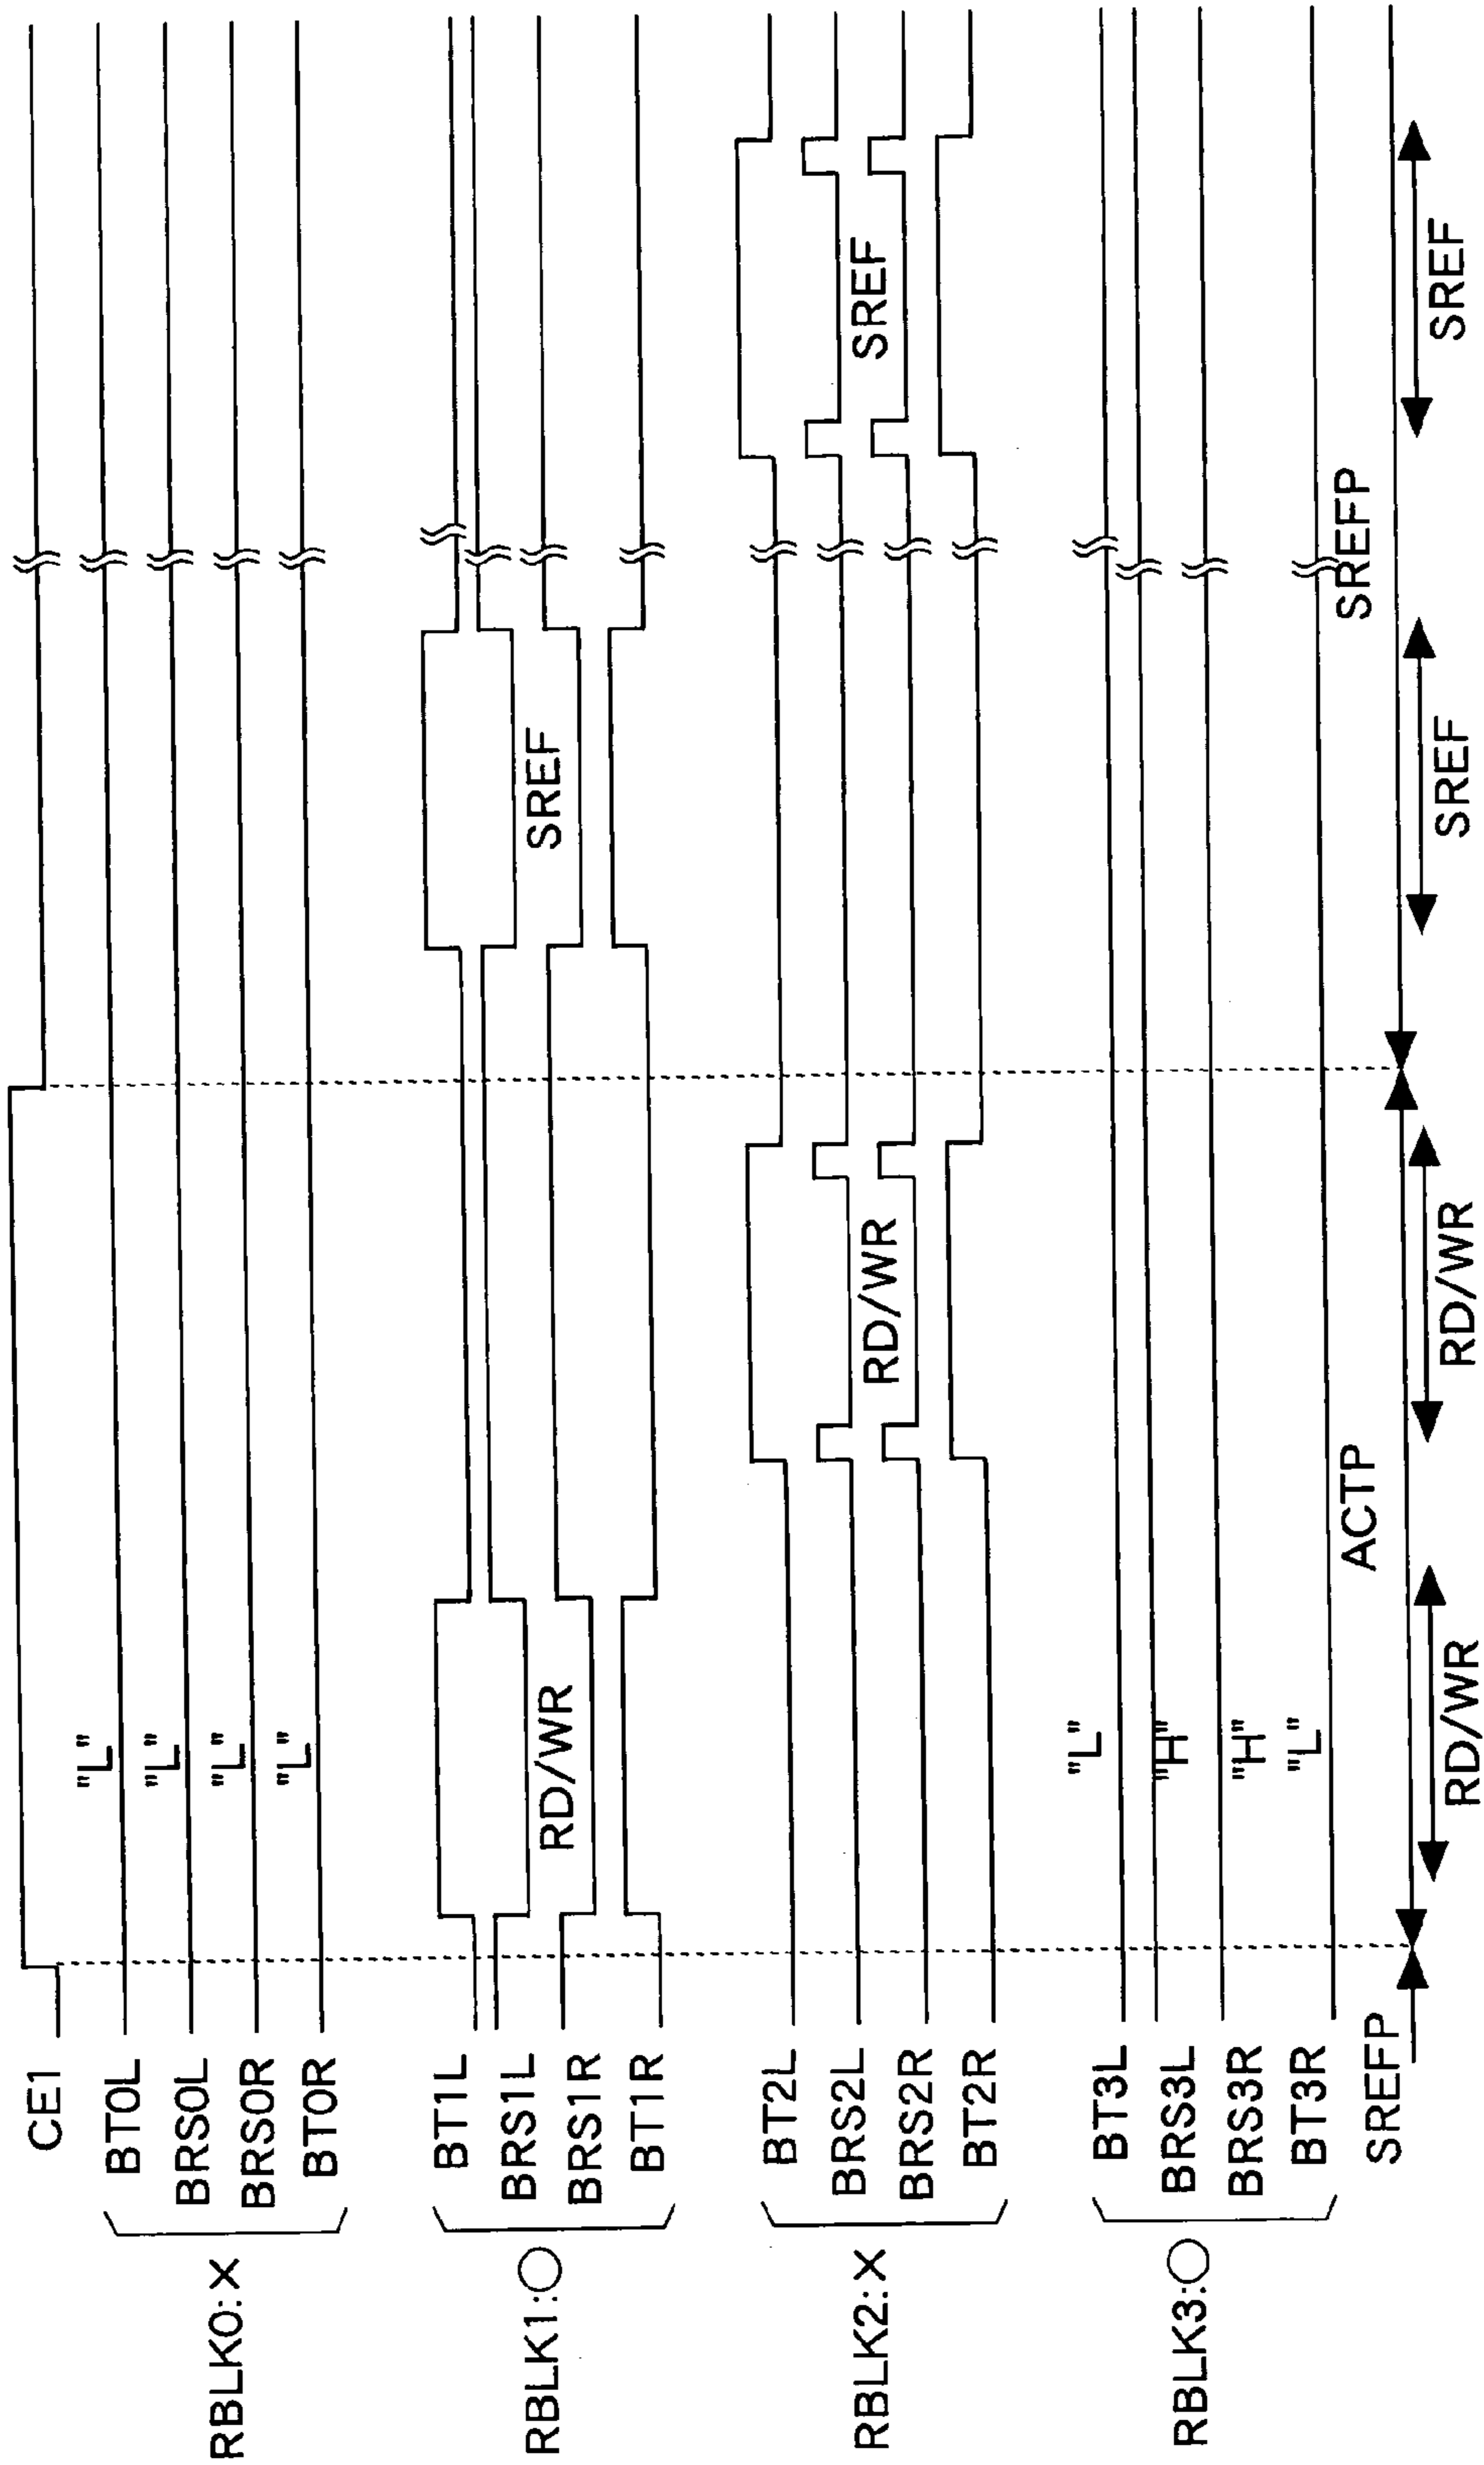 CE1
RBLK0:×
BT0L "L"
BRS0L "L"
BRS0R "L"
BT0R "L"
RBLK1:○
BT1L
BRS1L
RD/WR SREF
BRS1R
BT1R
RBLK2:×
BT2L
BRS2L
RD/WR SREF
BRS2R
BT2R
RBLK3:○
BT3L "L"
BRS3L "H"
BRS3R "H"
BT3R "L"
SREFP ACTP SREFP
RD/WR RD/WR SREF SREF